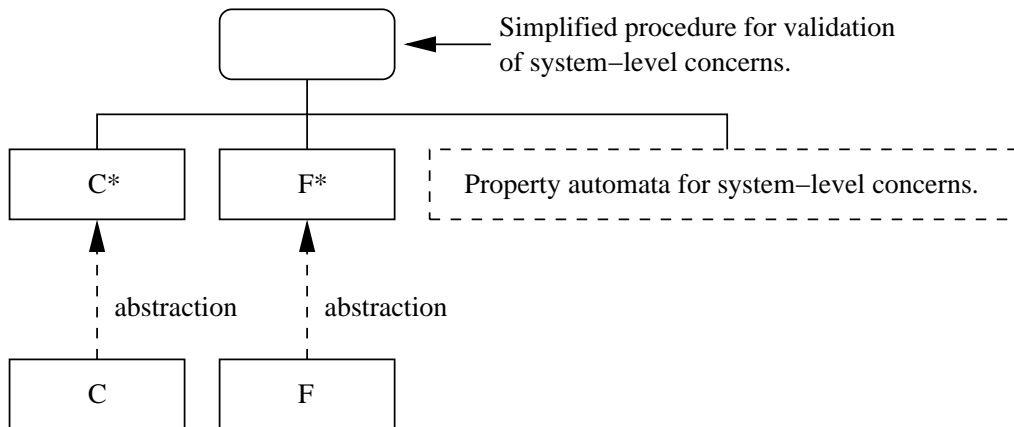 Simplified procedure for validation
of system−level concerns.
C*
F*
Property automata for system−level concerns.
abstraction
abstraction
C
F